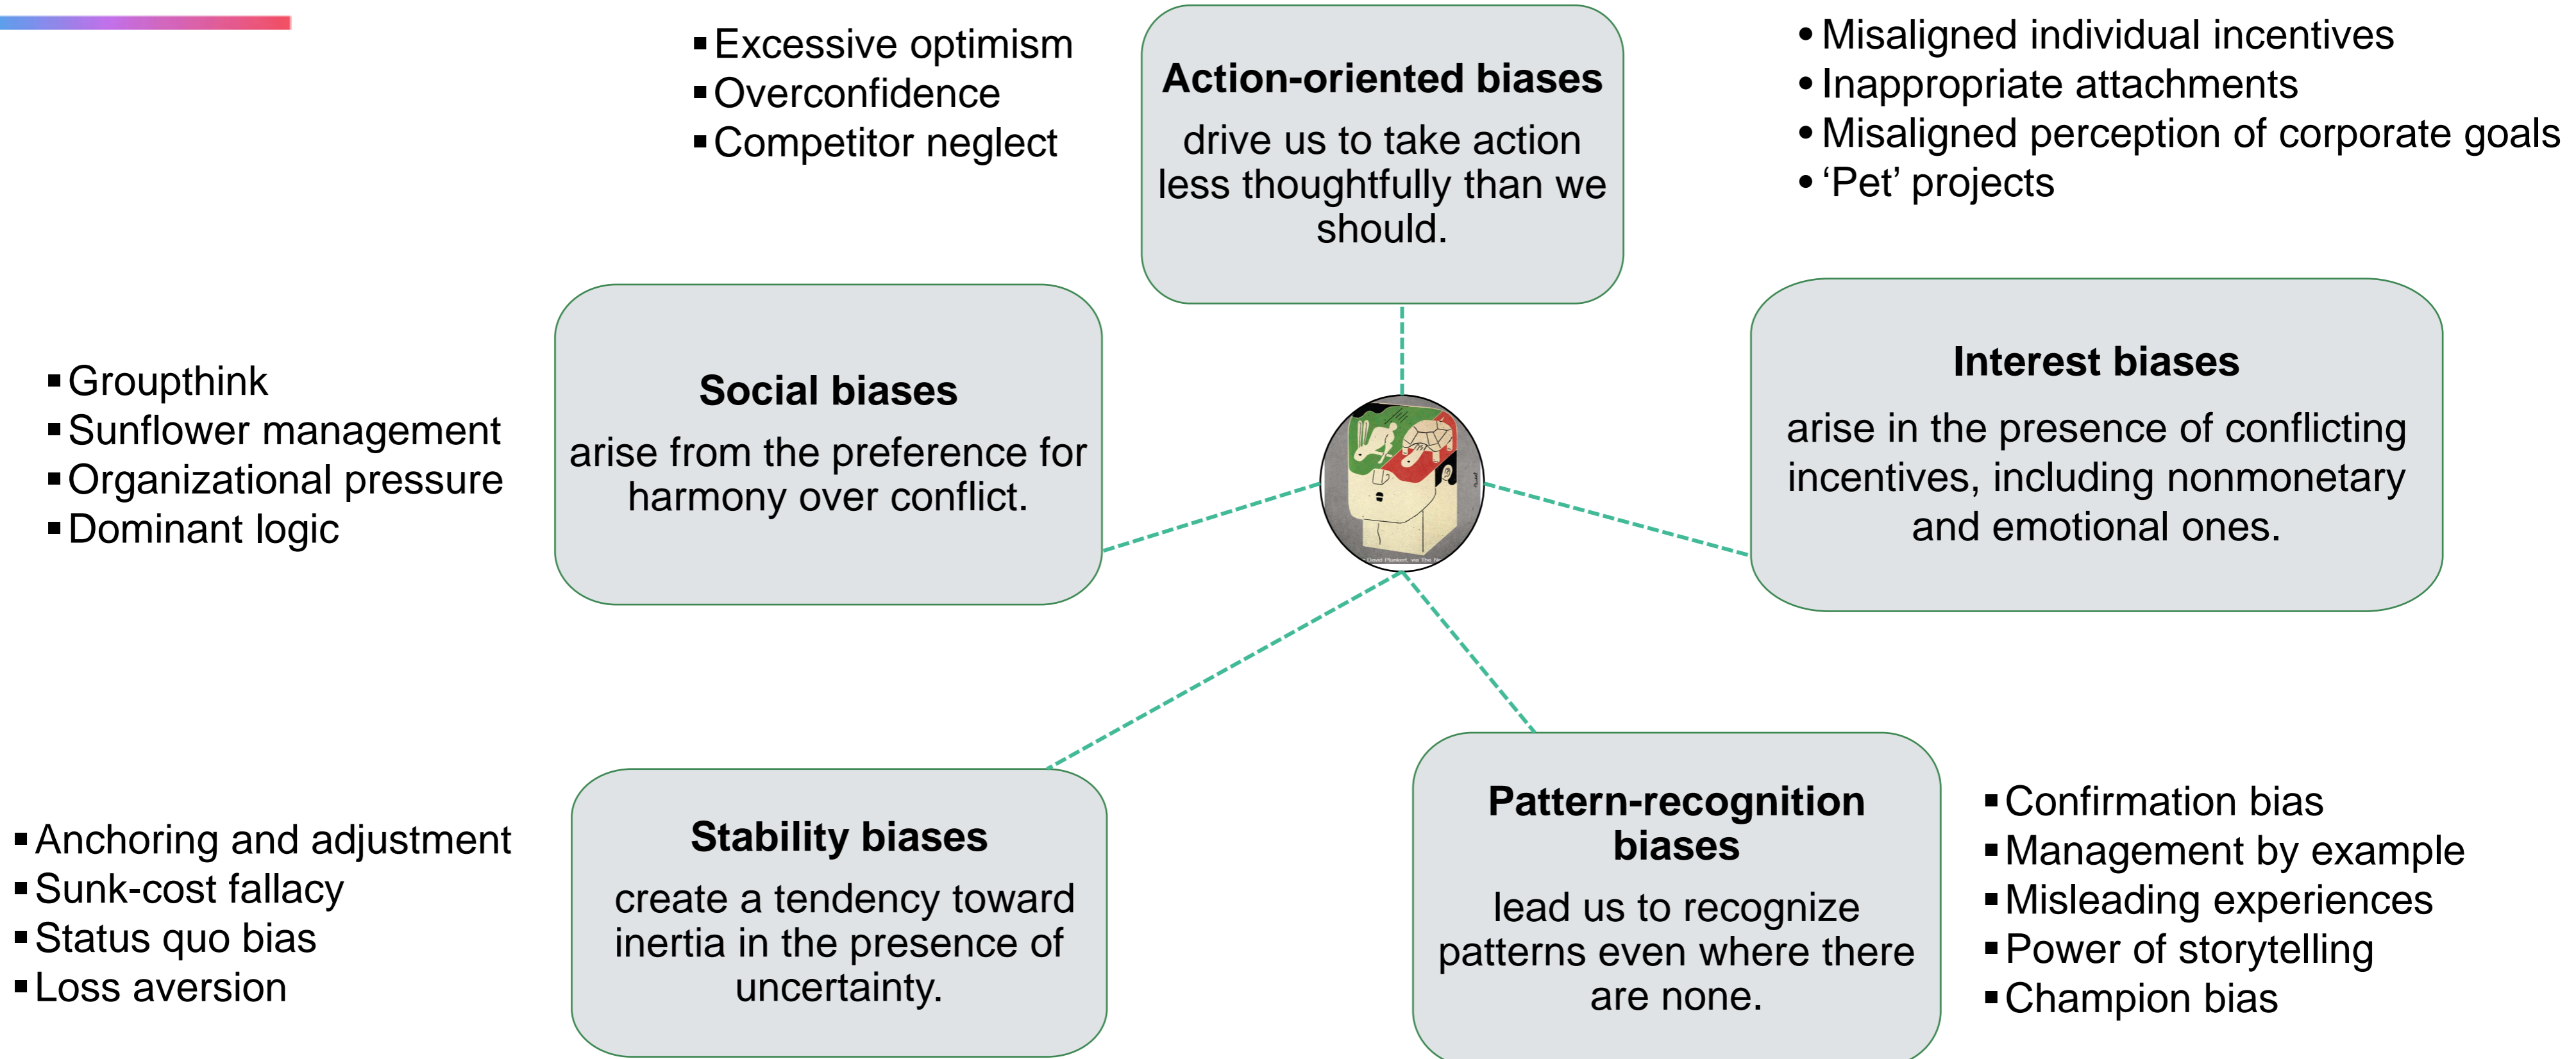 ▪Excessive optimism
▪Overconfidence
▪Competitor neglect
Action-oriented biases
drive us to take action
less thoughtfully than we
should.
• Misaligned individual incentives
• Inappropriate attachments
• Misaligned perception of corporate goals
• ‘Pet’ projects
▪Groupthink
▪Sunflower management
▪Organizational pressure
▪Dominant logic
Social biases
arise from the preference for
harmony over conflict.
Interest biases
arise in the presence of conflicting
incentives, including nonmonetary
and emotional ones.
David Plunkert, via The
▪Anchoring and adjustment
▪Sunk-cost fallacy
▪Status quo bias
▪Loss aversion
Stability biases
create a tendency toward
inertia in the presence of
uncertainty.
Pattern-recognition
biases
lead us to recognize
patterns even where there
are none.
▪Confirmation bias
▪Management by example
▪Misleading experiences
▪Power of storytelling
▪Champion bias